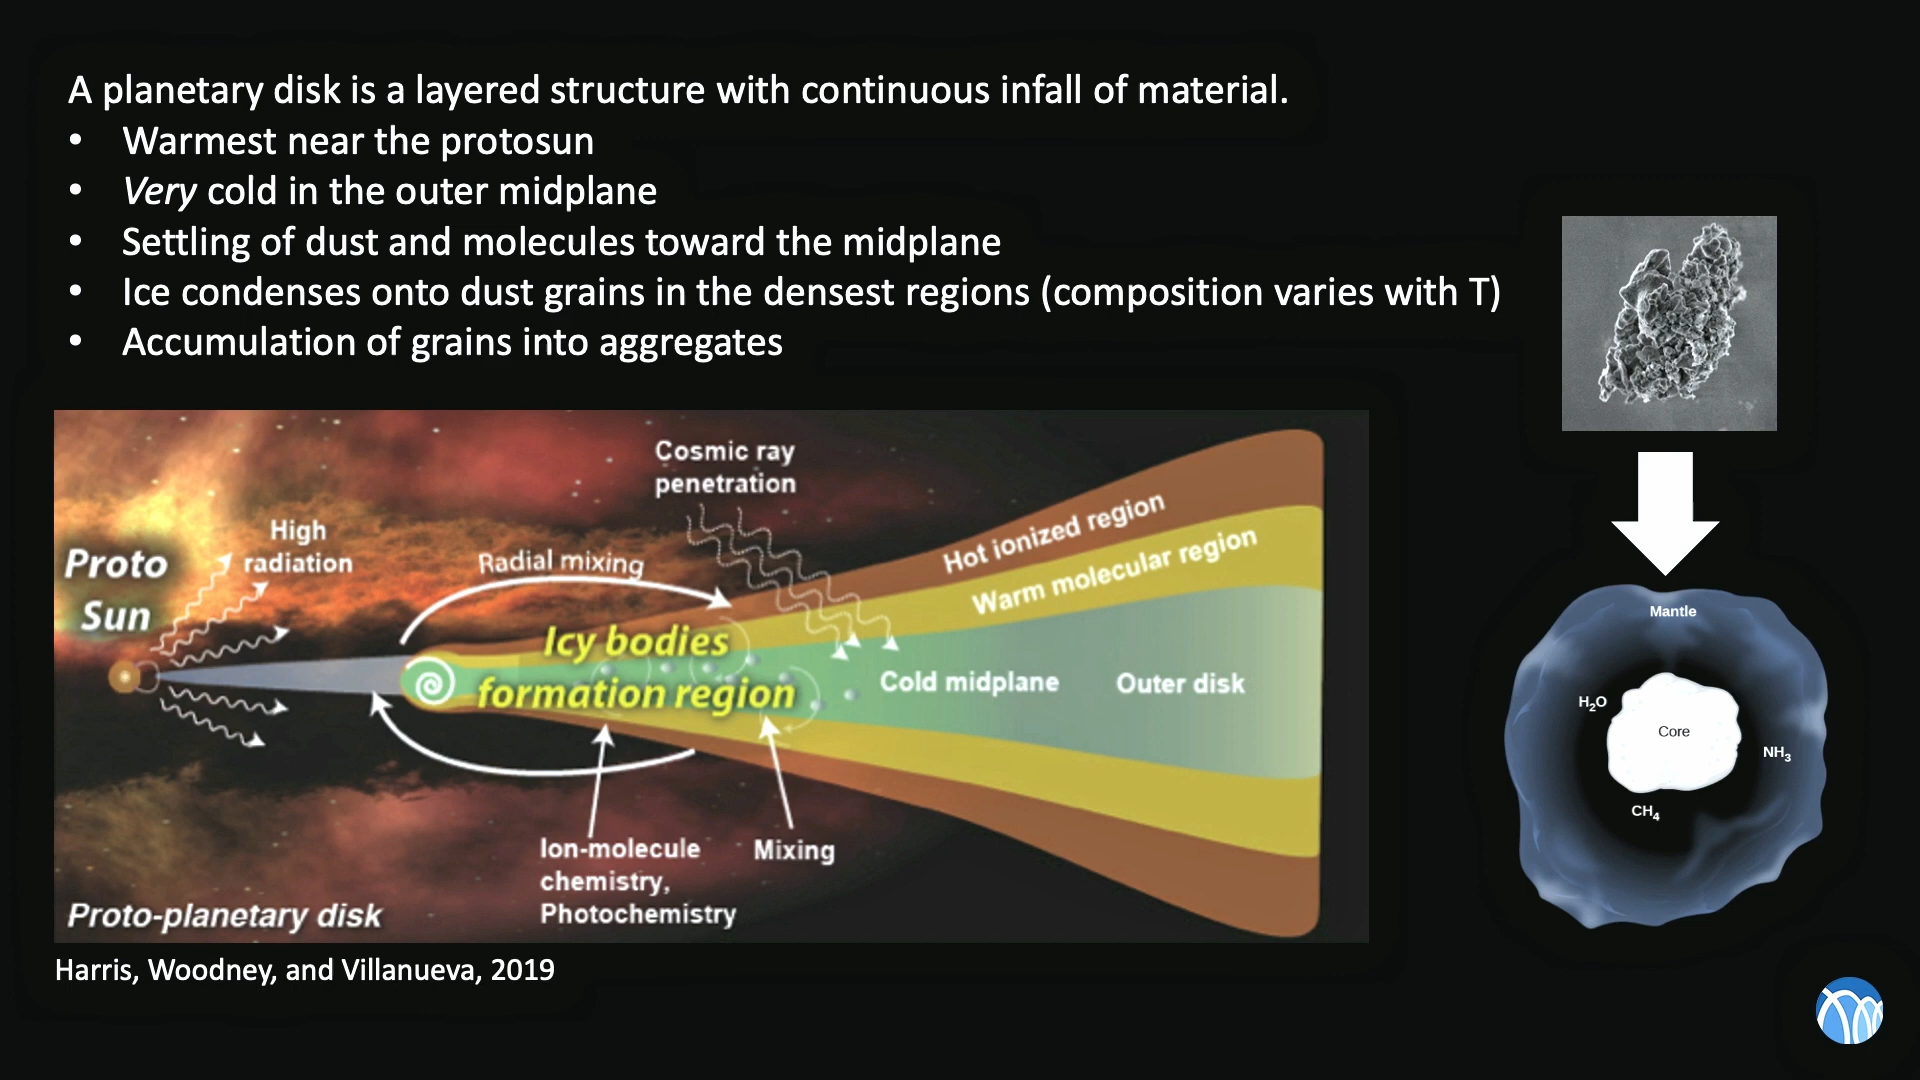 A planetary disk is a layered structure with continuous infall of material.
• Warmest near the protosun
• Very cold in the outer midplane
• Settling of dust and molecules toward the midplane
• Ice condenses onto dust grains in the densest regions (composition varies with T)
• Accumulation of grains into aggregates
Cosmic ray
penetration
High
radiation
Proto
Sun
Radial mixing
Hot ionized region
Warm molecular region
Icy bodies
formation region
Cold midplane
Outer disk
Ion-molecule
chemistry,
Photochemistry
Mixing
Proto-planetary disk
Harris, Woodney, and Villanueva, 2019
Mantle
H₂O
Core
NH₃
CH₄